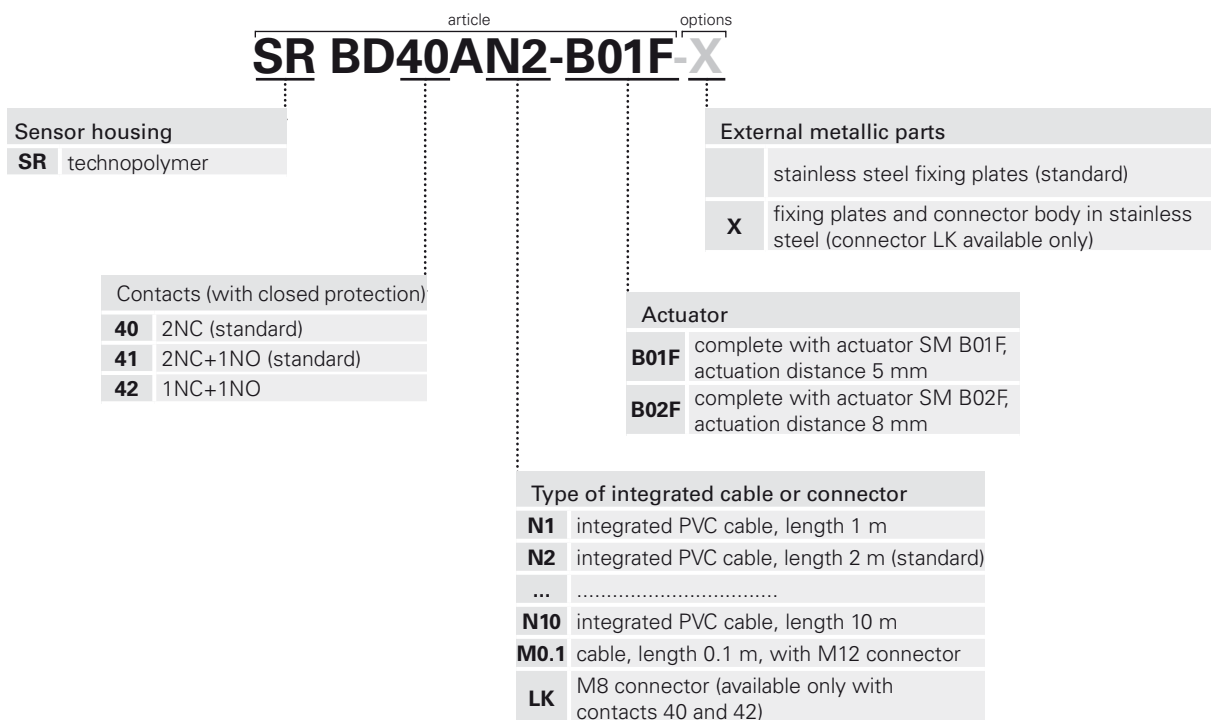 article options
SR BD40AN2-B01F-X
Sensor housing
SR technopolymer
External metallic parts
stainless steel fixing plates (standard)
X fixing plates and connector body in stainless
steel (connector LK available only)
Contacts (with closed protection)
40 2NC (standard)
41 2NC+1NO (standard)
42 1NC+1NO
Actuator
B01F complete with actuator SM B01F,
actuation distance 5 mm
B02F complete with actuator SM B02F,
actuation distance 8 mm
Type of integrated cable or connector
N1 integrated PVC cable, length 1 m
N2 integrated PVC cable, length 2 m (standard)
... ..................................
N10 integrated PVC cable, length 10 m
M0.1 cable, length 0.1 m, with M12 connector
LK M8 connector (available only with
contacts 40 and 42)